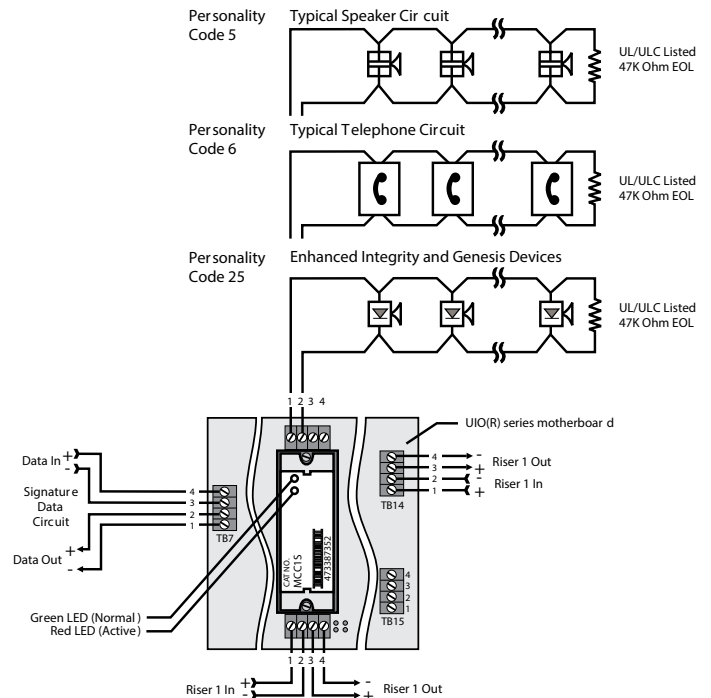 Personality Typical Speaker Cir cuit
Code 5
UL/ULC Listed
47K Ohm EOL
Personality Typical Telephone Circuit
Code 6
UL/ULC Listed
47K Ohm EOL
Personality Enhanced Integrity and Genesis Devices
Code 25
UL/ULC Listed
47K Ohm EOL
1 2 3 4
UIO(R) series motherboar d
Data In +
-
Signature
Data
Circuit
Data Out +
-
4
3
2
1
TB7
4 -
3 +
2 -
1 +
Riser 1 Out
Riser 1 In
TB14
CAT NO.
MCC1S
473387352
4
3
2
1
TB15
Green LED (Normal)
Red LED (Active)
1 2 3 4
Riser 1 In +
-
-
+ Riser 1 Out